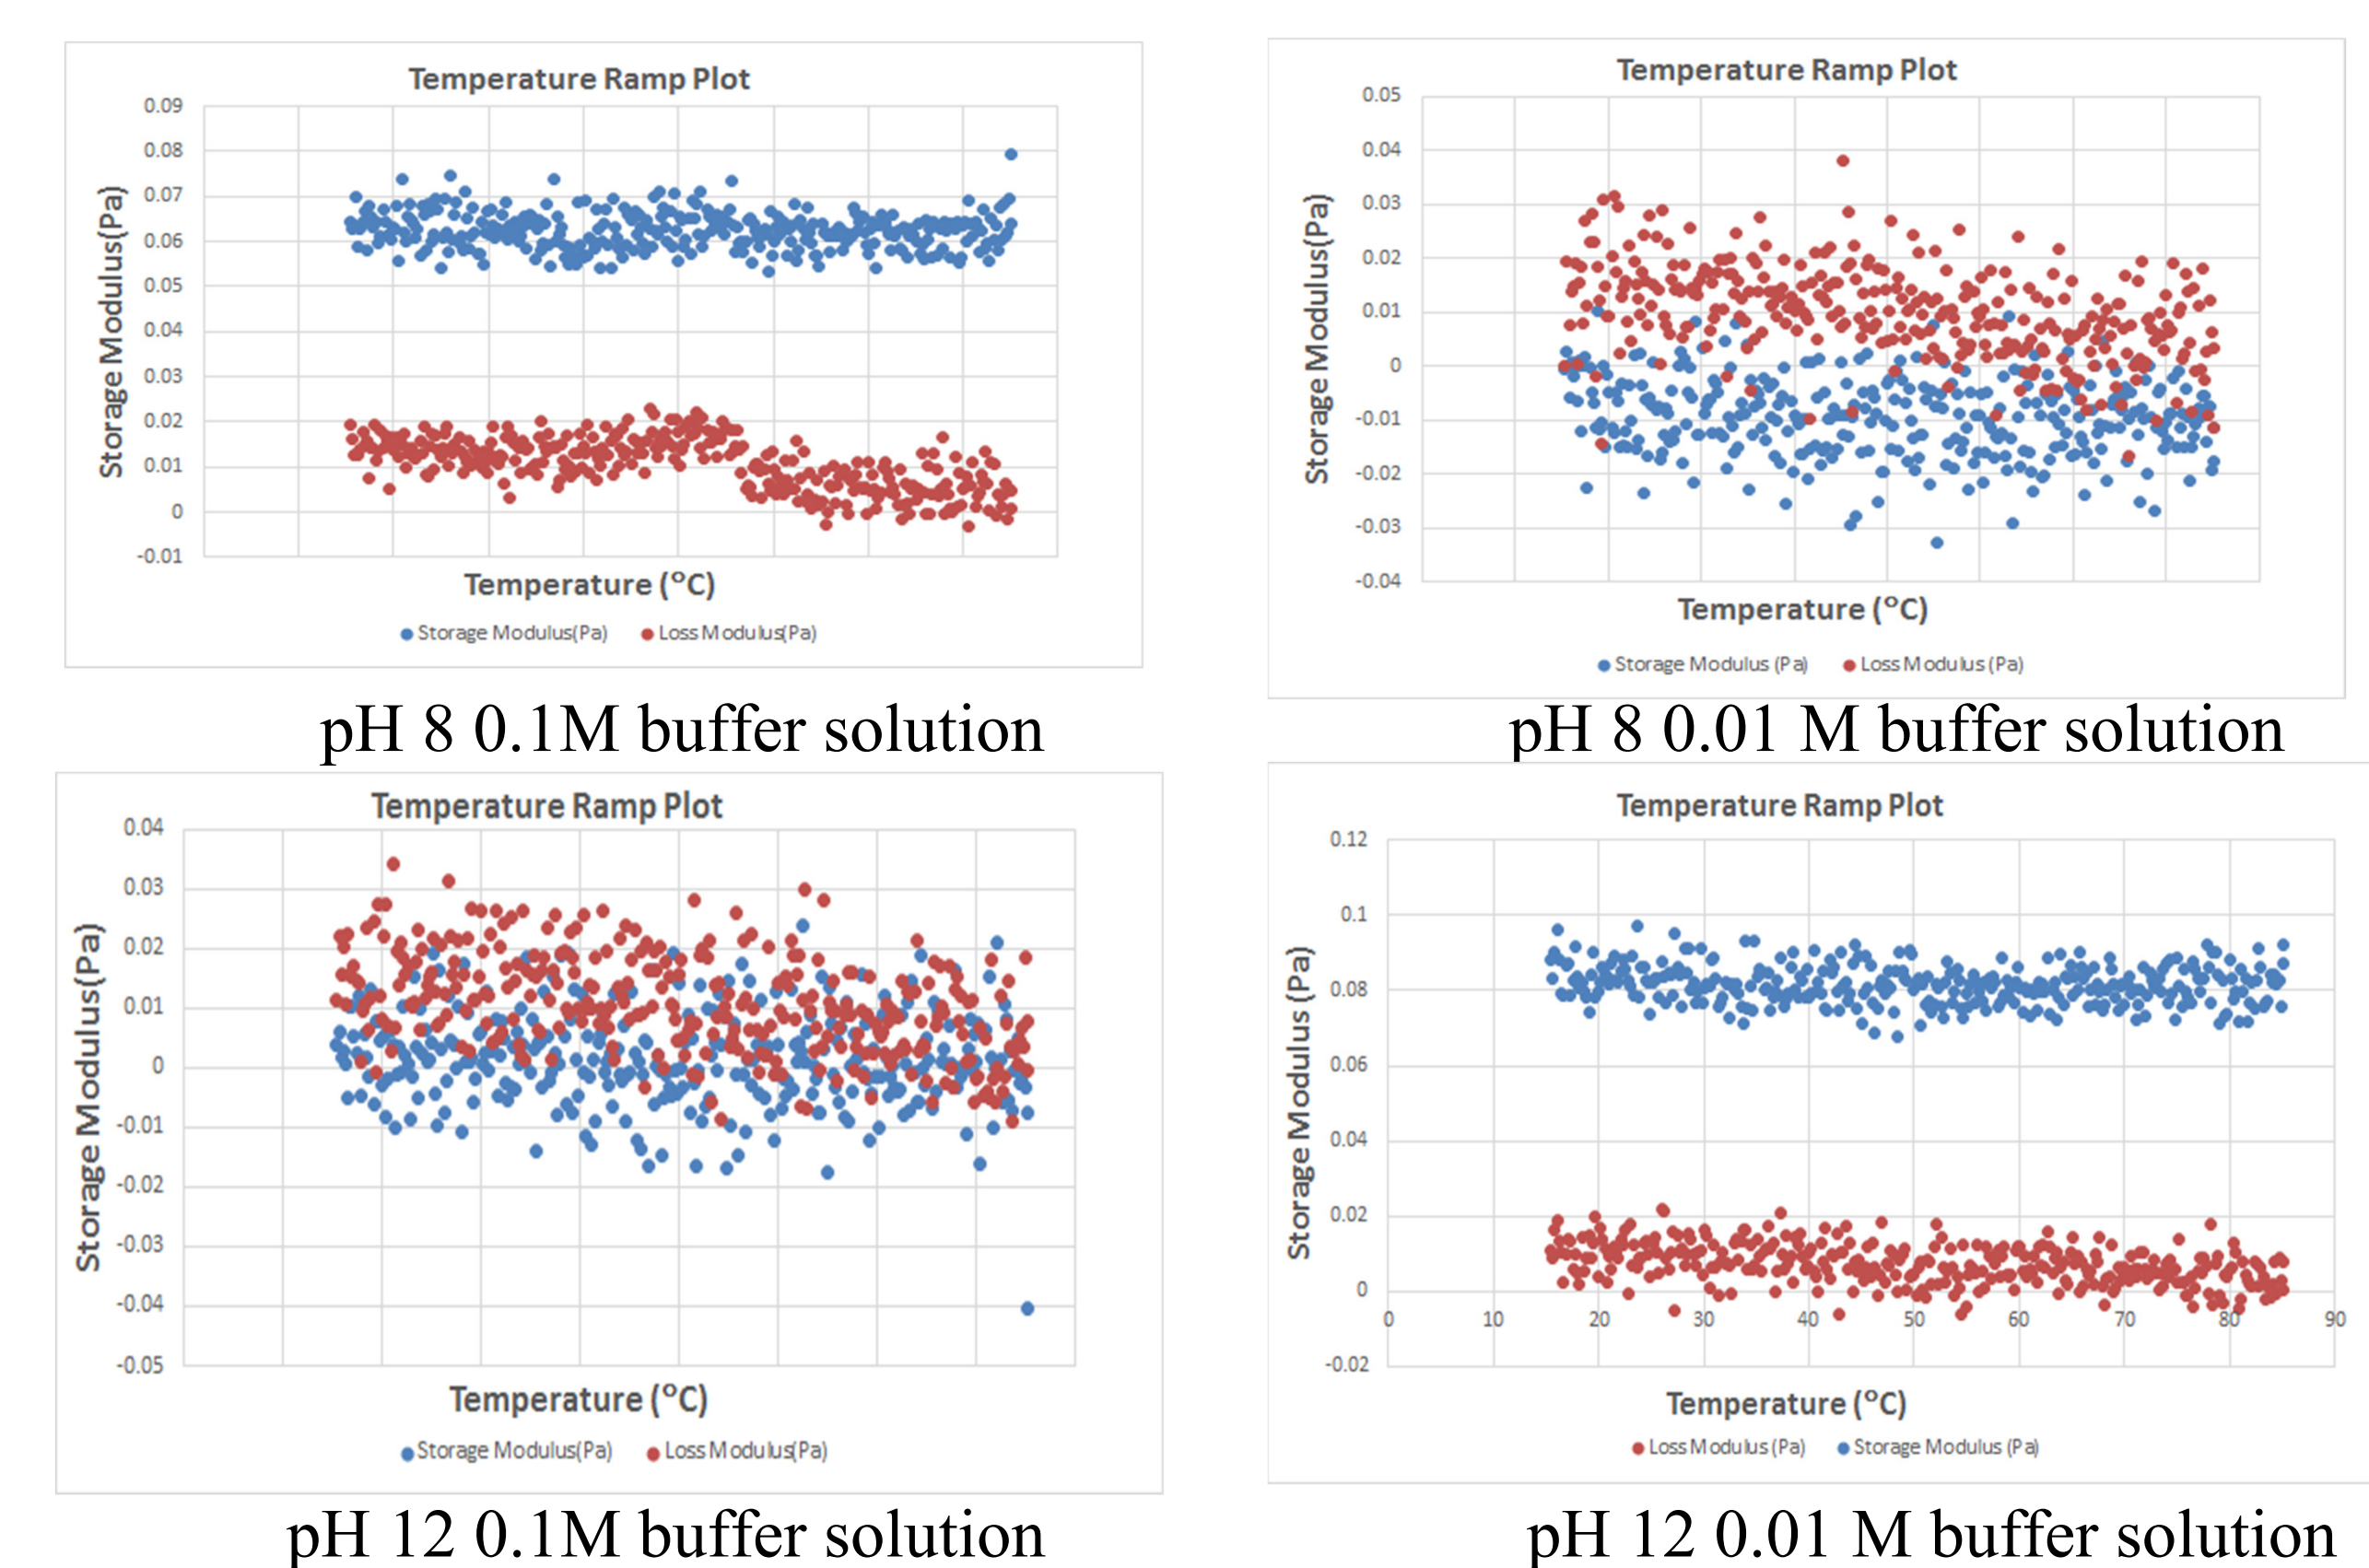 Temperature Ramp Plot
0.09
0.08
0.07
0.06
0.05
0.04
0.03
0.02
0.01
0
-0.01
Storage Modulus(Pa)
Temperature (°C)
Storage Modulus(Pa) Loss Modulus(Pa)
pH 8 0.1M buffer solution
Temperature Ramp Plot
0.05
0.04
0.03
0.02
0.01
0
-0.01
-0.02
-0.03
-0.04
Storage Modulus(Pa)
Temperature (°C)
Storage Modulus (Pa) Loss Modulus (Pa)
pH 8 0.01 M buffer solution
Temperature Ramp Plot
0.04
0.03
0.02
0.01
0
-0.01
-0.02
-0.03
-0.04
-0.05
Storage Modulus(Pa)
Temperature (°C)
Storage Modulus(Pa) Loss Modulus(Pa)
pH 12 0.1M buffer solution
Temperature Ramp Plot
0.12
0.1
0.08
0.06
0.04
0.02
0
-0.02
0 10 20 30 40 50 60 70 80 90
Storage Modulus (Pa)
Temperature (°C)
Loss Modulus (Pa) Storage Modulus (Pa)
pH 12 0.01 M buffer solution